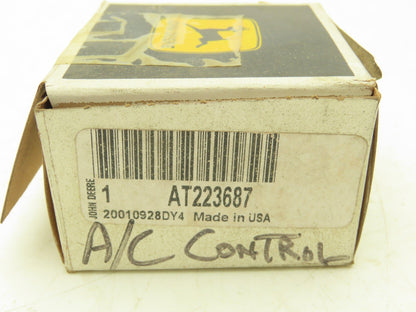 JOHN DEERE
1 AT223687
20010928DY4 Made in USA
A/C CONTROL